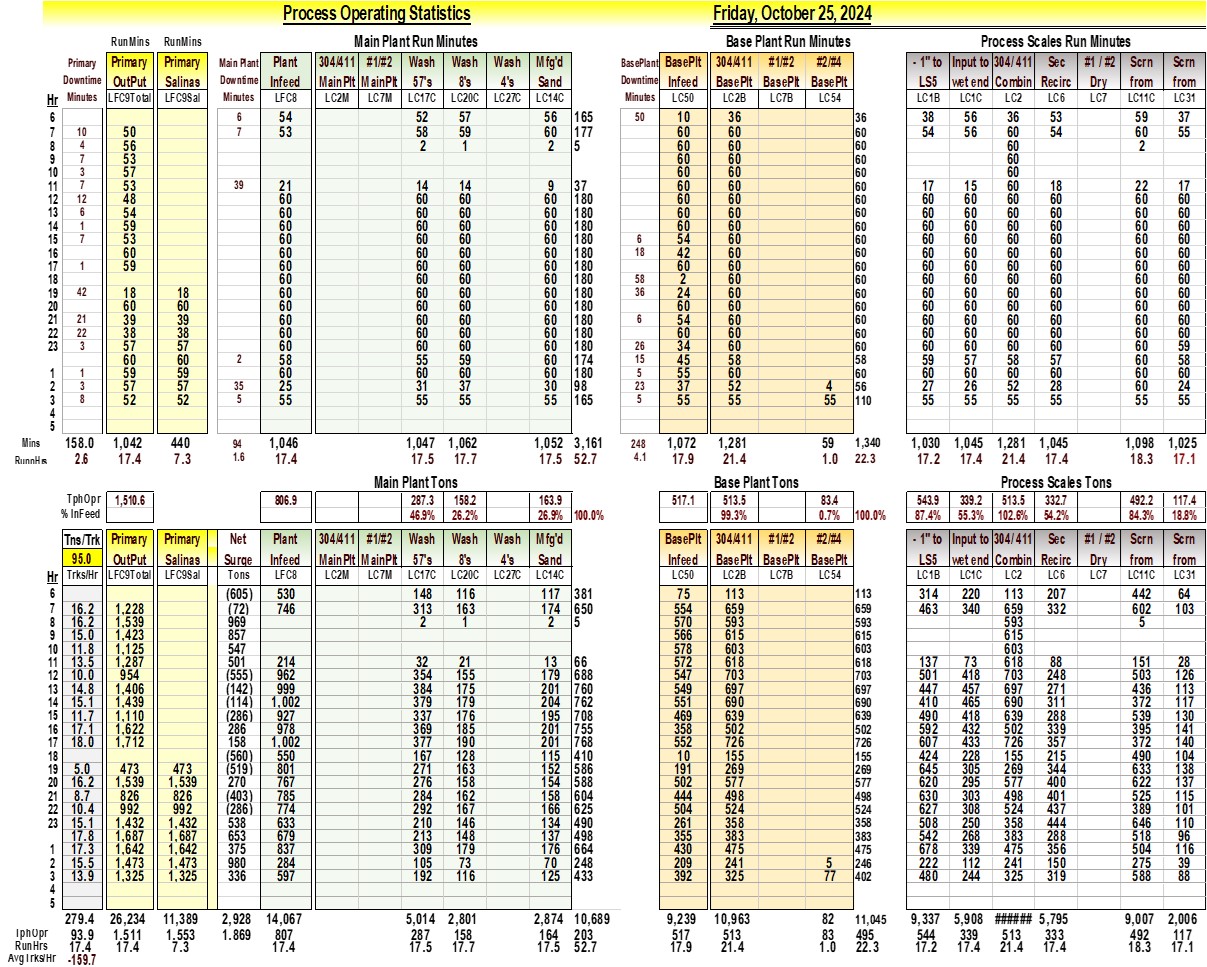 Process Operating Statistics Friday, October 25, 2024
RunMins RunMins Main Plant Run Minutes Base Plant Run Minutes Process Scales Run Minutes
Primary Primary Primary Main Plant Plant 304/411 #1/#2 Wash Wash Wash Mfg'd BasePlant BasePlt 304/411 #1/#2 #2/#4 - 1" to Input to 304/411 Sec #1 / #2 Scrn Scrn
Downtime OutPut Salinas Downtime Infeed MainPlt MainPlt 57's 8's 4's Sand Downtime Infeed BasePlt BasePlt BasePlt LS5 wet end Combin Recirc Dry from from
Hr Minutes LFC9Total LFC9Sal Minutes LFC8 LC2M LC7M LC17C LC20C LC27C LC14C Minutes LC50 LC2B LC7B LC54 LC1B LC1C LC2 LC6 LC7 LC11C LC31
6 6 54 52 57 56 165 50 10 36 36 38 56 36 53 59 37
7 10 50 7 53 58 59 60 177 60 60 60 54 56 60 54 60 55
8 4 56 2 1 2 5 60 60 60 60 2
9 7 53 60 60 60 60
10 3 57 60 60 60 60
11 7 53 39 21 14 14 9 37 60 60 60 17 15 60 18 22 17
12 12 48 60 60 60 60 180 60 60 60 60 60 60 60 60 60
13 6 54 60 60 60 60 180 60 60 60 60 60 60 60 60 60
14 1 59 60 60 60 60 180 60 60 60 60 60 60 60 60 60
15 7 53 60 60 60 60 180 6 54 60 60 60 60 60 60 60 60
16 60 60 60 60 60 180 18 42 60 60 60 60 60 60 60 60
17 1 59 60 60 60 60 180 60 60 60 60 60 60 60 60 60
18 60 60 60 60 180 58 2 60 60 60 60 60 60 60 60
19 42 18 18 60 60 60 60 180 36 24 60 60 60 60 60 60 60 60
20 60 60 60 60 60 60 180 60 60 60 60 60 60 60 60 60
21 21 39 39 60 60 60 60 180 6 54 60 60 60 60 60 60 60 60
22 22 38 38 60 60 60 60 180 60 60 60 60 60 60 60 60 60
23 3 57 57 60 60 60 60 180 26 34 60 60 60 60 60 60 60 59
60 60 2 58 55 59 60 174 15 45 58 58 59 57 58 57 60 58
1 1 59 59 60 60 60 60 180 5 55 60 60 60 60 60 60 60 60
2 3 57 57 35 25 31 37 30 98 23 37 52 4 56 27 26 52 28 60 24
3 8 52 52 5 55 55 55 55 165 5 55 55 55 110 55 55 55 55 55 55
4
5
Mins 158.0 1,042 440 94 1,046 1,047 1,062 1,052 3,161 248 1,072 1,281 59 1,340 1,030 1,045 1,281 1,045 1,098 1,025
RunnHrs 2.6 17.4 7.3 1.6 17.4 17.5 17.7 17.5 52.7 4.1 17.9 21.4 1.0 22.3 17.2 17.4 21.4 17.4 18.3 17.1
Main Plant Tons Base Plant Tons Process Scales Tons
TphOpr 1,510.6 806.9 287.3 158.2 163.9 517.1 513.5 83.4 543.9 339.2 513.5 332.7 492.2 117.4
% InFeed 46.9% 26.2% 26.9% 100.0% 99.3% 0.7% 100.0% 87.4% 55.3% 102.6% 54.2% 84.3% 18.8%
Tns/Trk Primary Primary Net Plant 304/411 #1/#2 Wash Wash Wash Mfg'd BasePlt 304/411 #1/#2 #2/#4 - 1" to Input to 304/411 Sec #1 / #2 Scrn Scrn
95.0 OutPut Salinas Surge Infeed MainPlt MainPlt 57's 8's 4's Sand Infeed BasePlt BasePlt BasePlt LS5 wet end Combin Recirc Dry from from
Hr Trks/Hr LFC9Total LFC9Sal Tons LFC8 LC2M LC7M LC17C LC20C LC27C LC14C LC50 LC2B LC7B LC54 LC1B LC1C LC2 LC6 LC7 LC11C LC31
6 (605) 530 148 116 117 381 75 113 113 314 220 113 207 442 64
7 16.2 1,228 (72) 746 313 163 174 650 554 659 659 463 340 659 332 602 103
8 16.2 1,539 969 2 1 2 5 570 593 593 593 5
9 15.0 1,423 857 566 615 615 615
10 11.8 1,125 547 578 603 603 603
11 13.5 1,287 501 214 32 21 13 66 572 618 618 137 73 618 88 151 28
12 10.0 954 (555) 962 354 155 179 688 547 703 703 501 418 703 248 503 126
13 14.8 1,406 (142) 999 384 175 201 760 549 697 697 447 457 697 271 436 113
14 15.1 1,439 (114) 1,002 379 179 204 762 551 690 690 410 465 690 311 372 117
15 11.7 1,110 (286) 927 337 176 195 708 469 639 639 490 418 639 288 539 130
16 17.1 1,622 286 978 369 185 201 755 358 502 502 592 432 502 339 395 141
17 18.0 1,712 158 1,002 377 190 201 768 552 726 726 607 433 726 357 372 140
18 (560) 550 167 128 115 410 10 155 155 424 228 155 215 490 104
19 5.0 473 473 (519) 801 271 163 152 586 191 269 269 645 305 269 344 633 138
20 16.2 1,539 1,539 270 767 276 158 154 588 502 577 577 620 295 577 400 622 137
21 8.7 826 826 (403) 785 284 162 158 604 444 498 498 630 303 498 401 525 115
22 10.4 992 992 (286) 774 292 167 166 625 504 524 524 627 308 524 437 389 101
23 15.1 1,432 1,432 538 633 210 146 134 490 261 358 358 508 250 358 444 646 110
17.8 1,687 1,687 653 679 213 148 137 498 355 383 383 542 268 383 288 518 96
1 17.3 1,642 1,642 375 837 309 179 176 664 430 475 475 678 339 475 356 504 116
2 15.5 1,473 1,473 980 284 105 73 70 248 209 241 5 246 222 112 241 150 275 39
3 13.9 1,325 1,325 336 597 192 116 125 433 392 325 77 402 480 244 325 319 588 88
4
5
279.4 26,234 11,389 2,928 14,067 5,014 2,801 2,874 10,689 9,239 10,963 82 11,045 9,337 5,908 ###### 5,795 9,007 2,006
TphOpr 93.9 1,511 1,553 1.869 807 287 158 164 203 517 513 83 495 544 339 513 333 492 117
RunHrs 17.4 17.4 7.3 17.4 17.5 17.7 17.5 52.7 17.9 21.4 1.0 22.3 17.2 17.4 21.4 17.4 18.3 17.1
AvgTrks/Hr -159.7